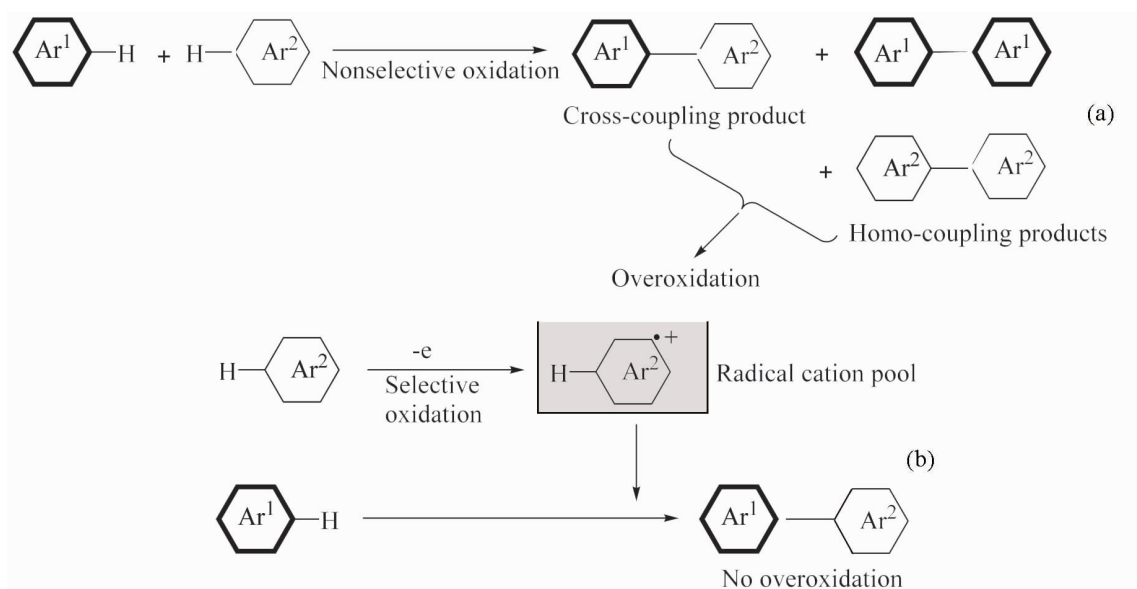 Ar¹ H + H Ar² Nonselective oxidation Ar¹ Ar² + Ar¹ Ar¹
Cross-coupling product
(a)
+ Ar² Ar²
Homo-coupling products
Overoxidation
H Ar² -e H Ar² •+ Radical cation pool
Selective
oxidation
(b)
Ar¹ H Ar¹ Ar²
No overoxidation